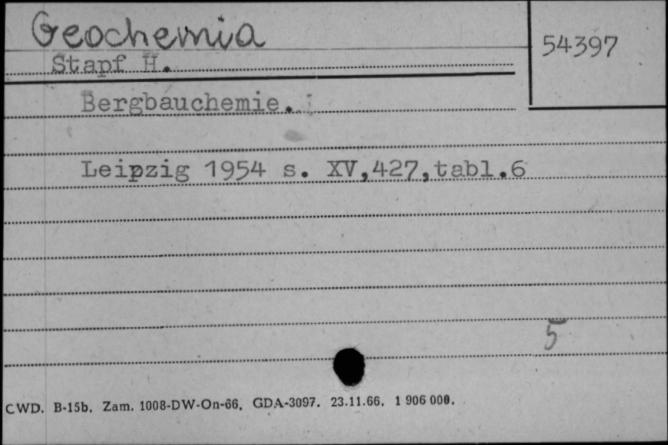 Geochemia
54397
Stapf H.
Bergbauchemie.
Leipzig 1954 s. XV,427,tabl.6
5
CWD. B-15b. Zam. 1008-DW-On-66. GDA-3097. 23.11.66. 1 906 000.